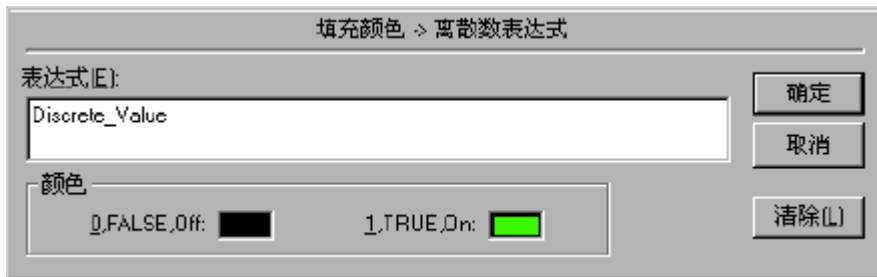 填充颜色 -> 离散数表达式
表达式(E):
确定
Discrete_Value
取消
颜色
0,FALSE,Off:
1,TRUE,On:
清除(L)